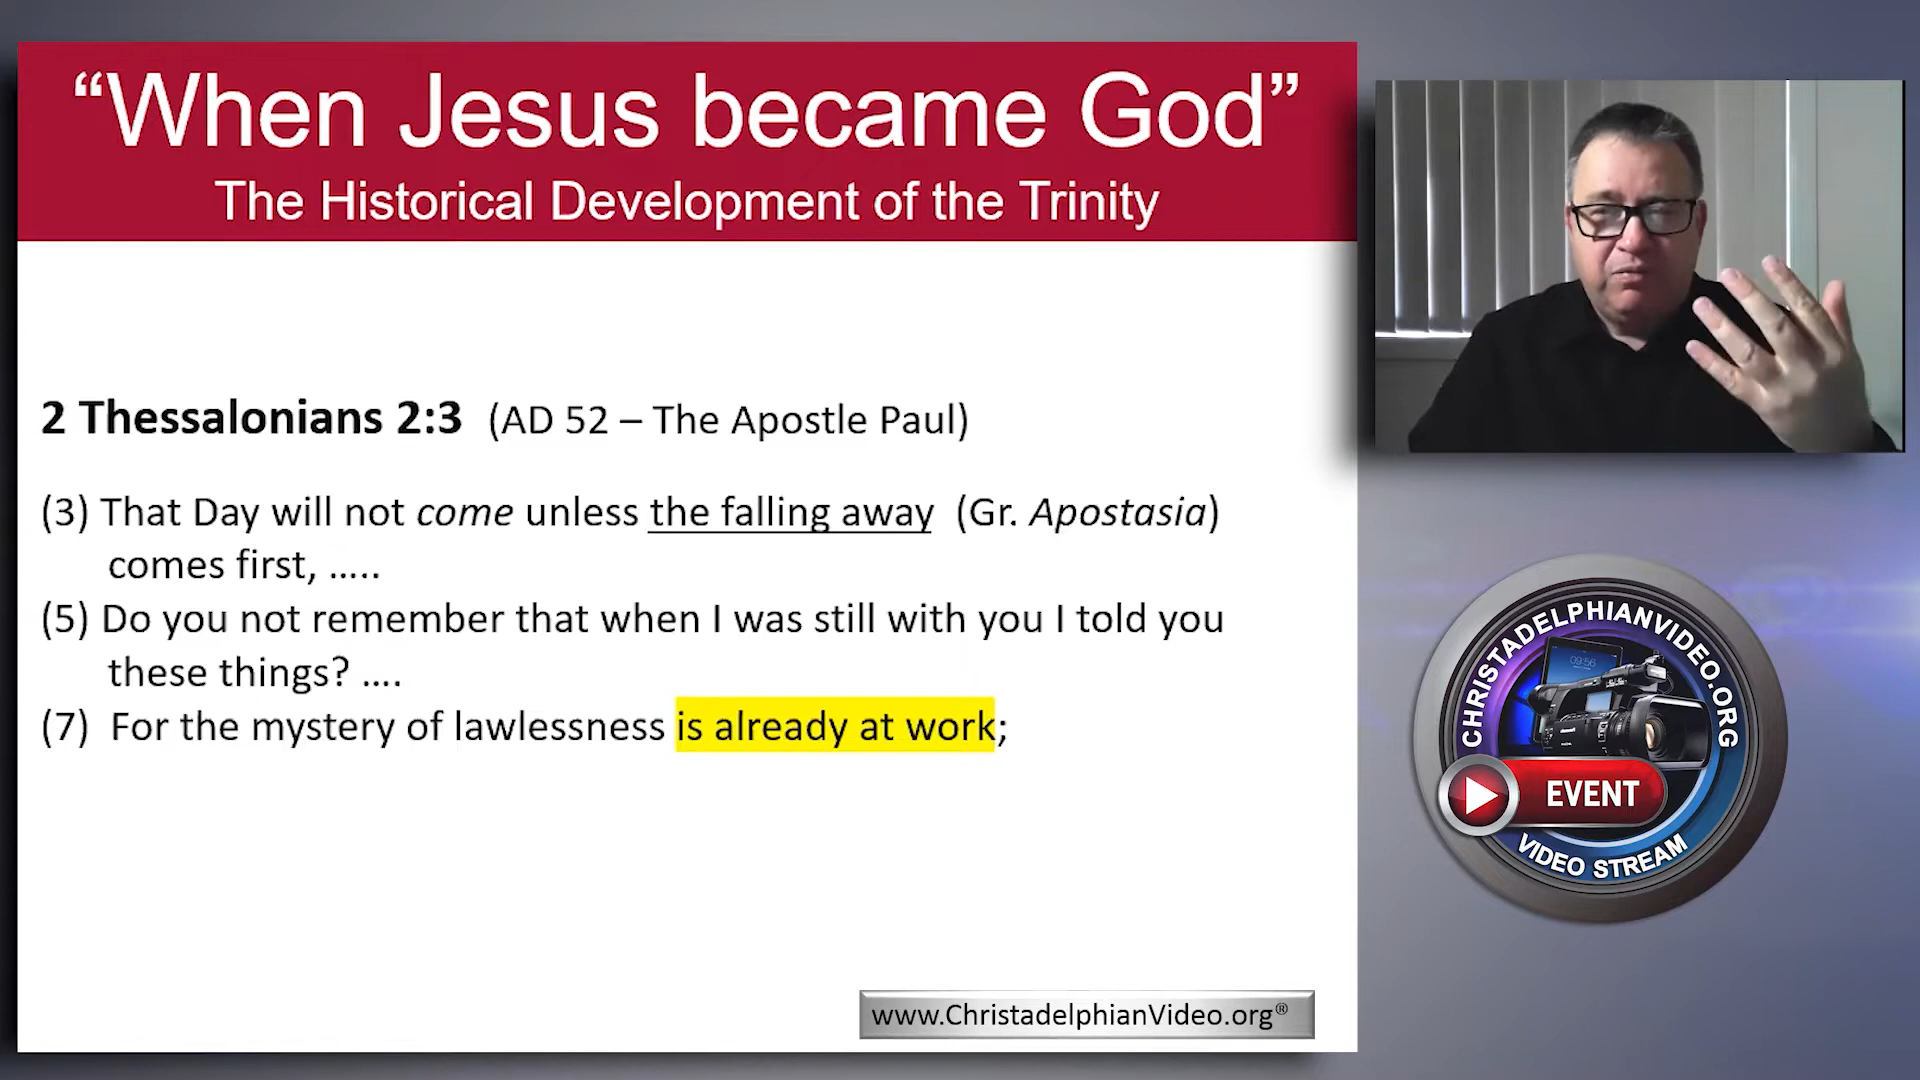 “When Jesus became God”
The Historical Development of the Trinity
2 Thessalonians 2:3 (AD 52 – The Apostle Paul)
(3) That Day will not come unless the falling away (Gr. Apostasia)
comes first, …..
(5) Do you not remember that when I was still with you I told you
these things? ….
(7) For the mystery of lawlessness is already at work;
www.ChristadelphianVideo.org®
CHRISTADELPHIANVIDEO.ORG
09:56
EVENT
VIDEO STREAM